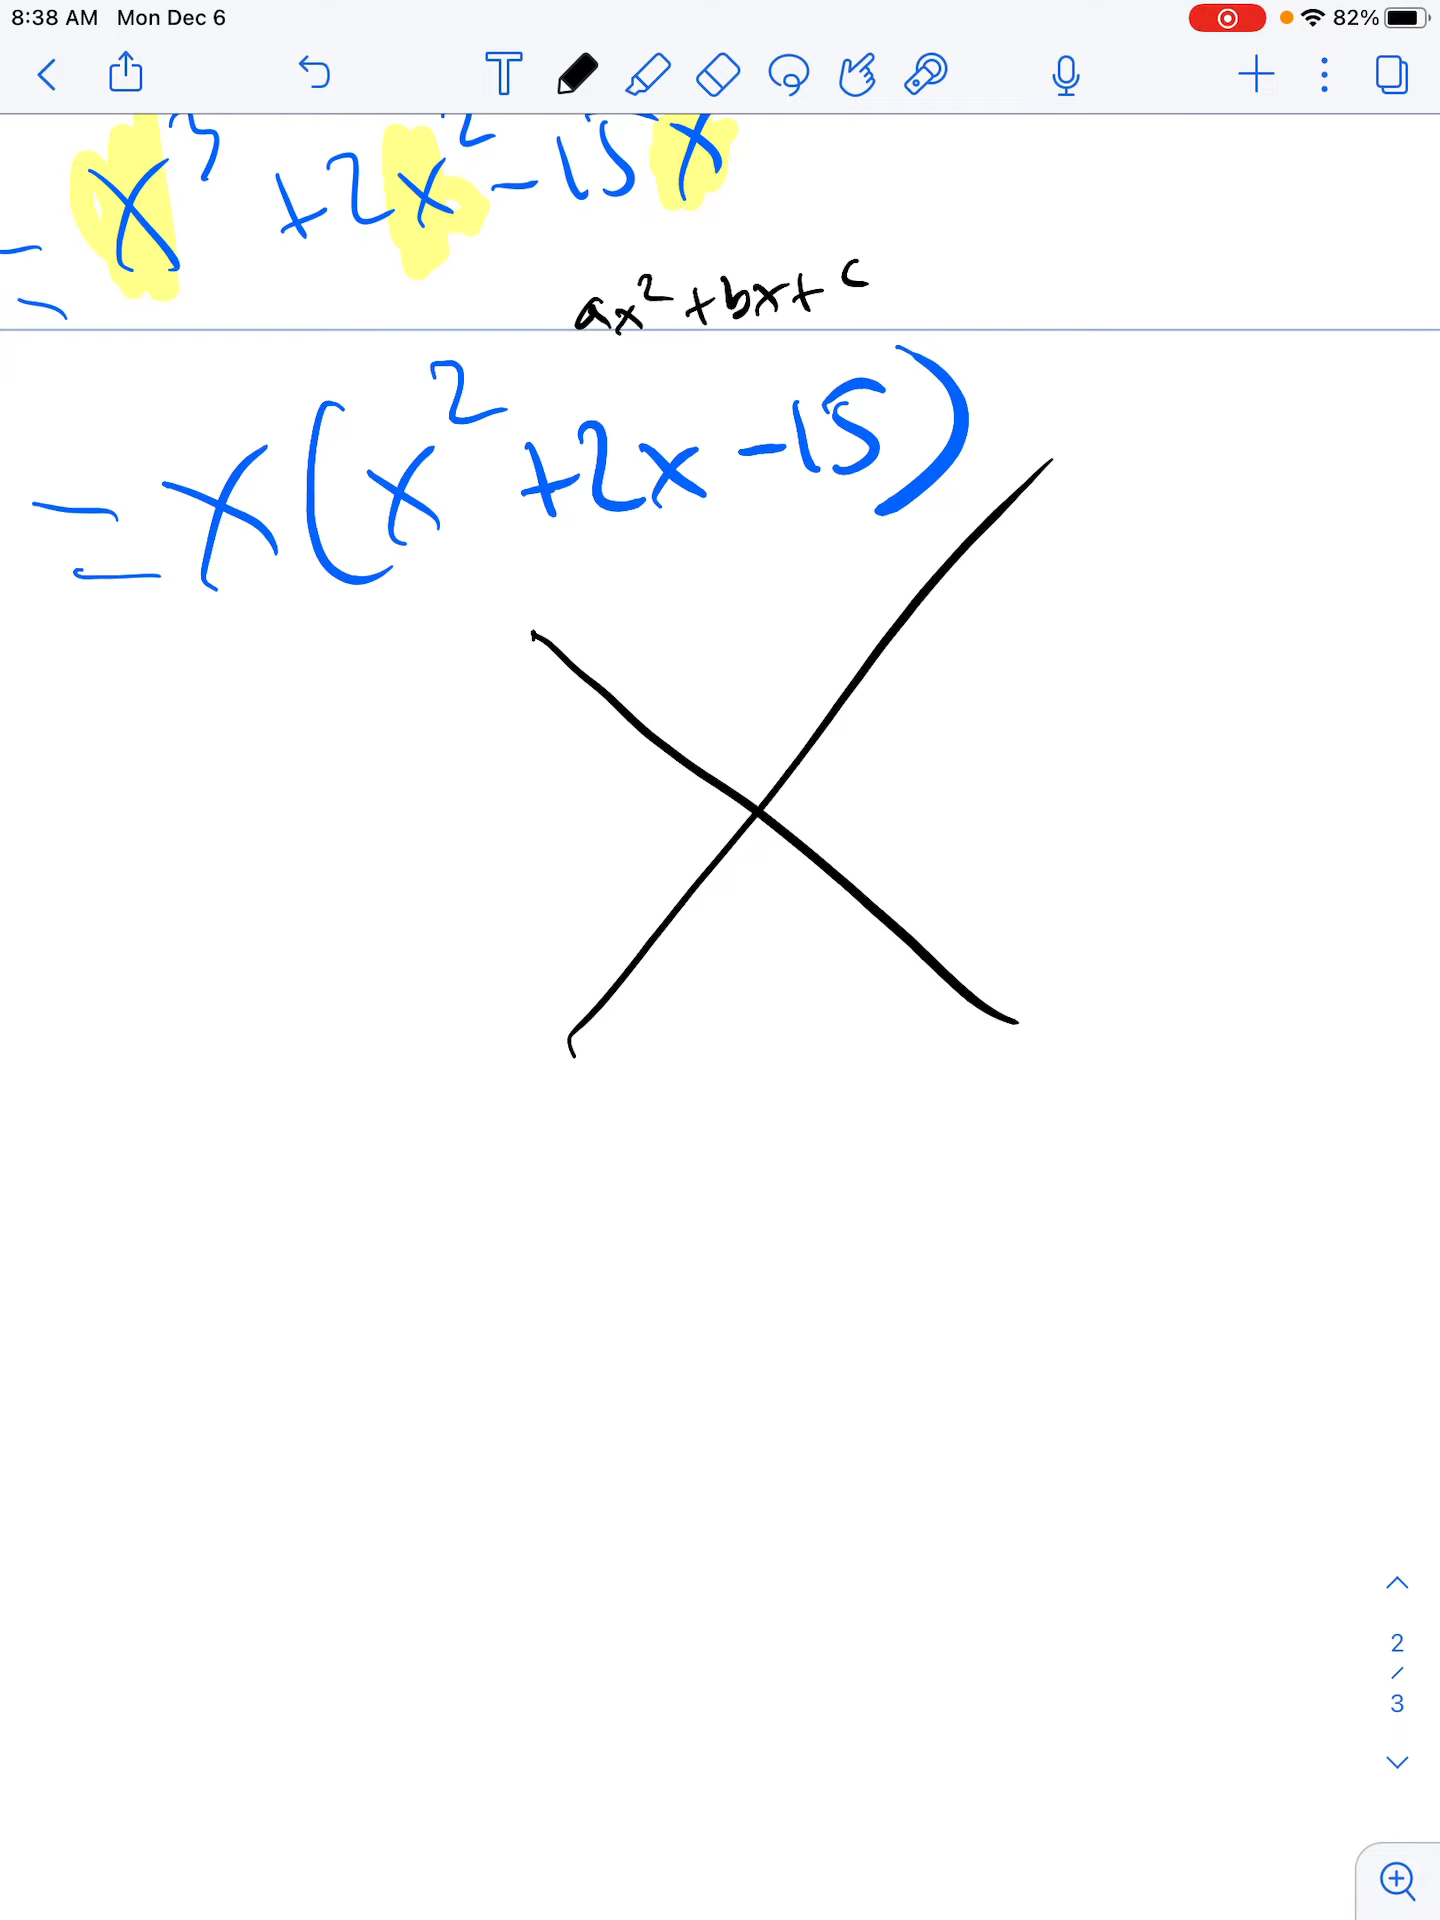 8:38 AM Mon Dec 6 82%
T
= x³ +2x² -15x
ax² +bx+c
= x(x² +2x -15)
2
/
3